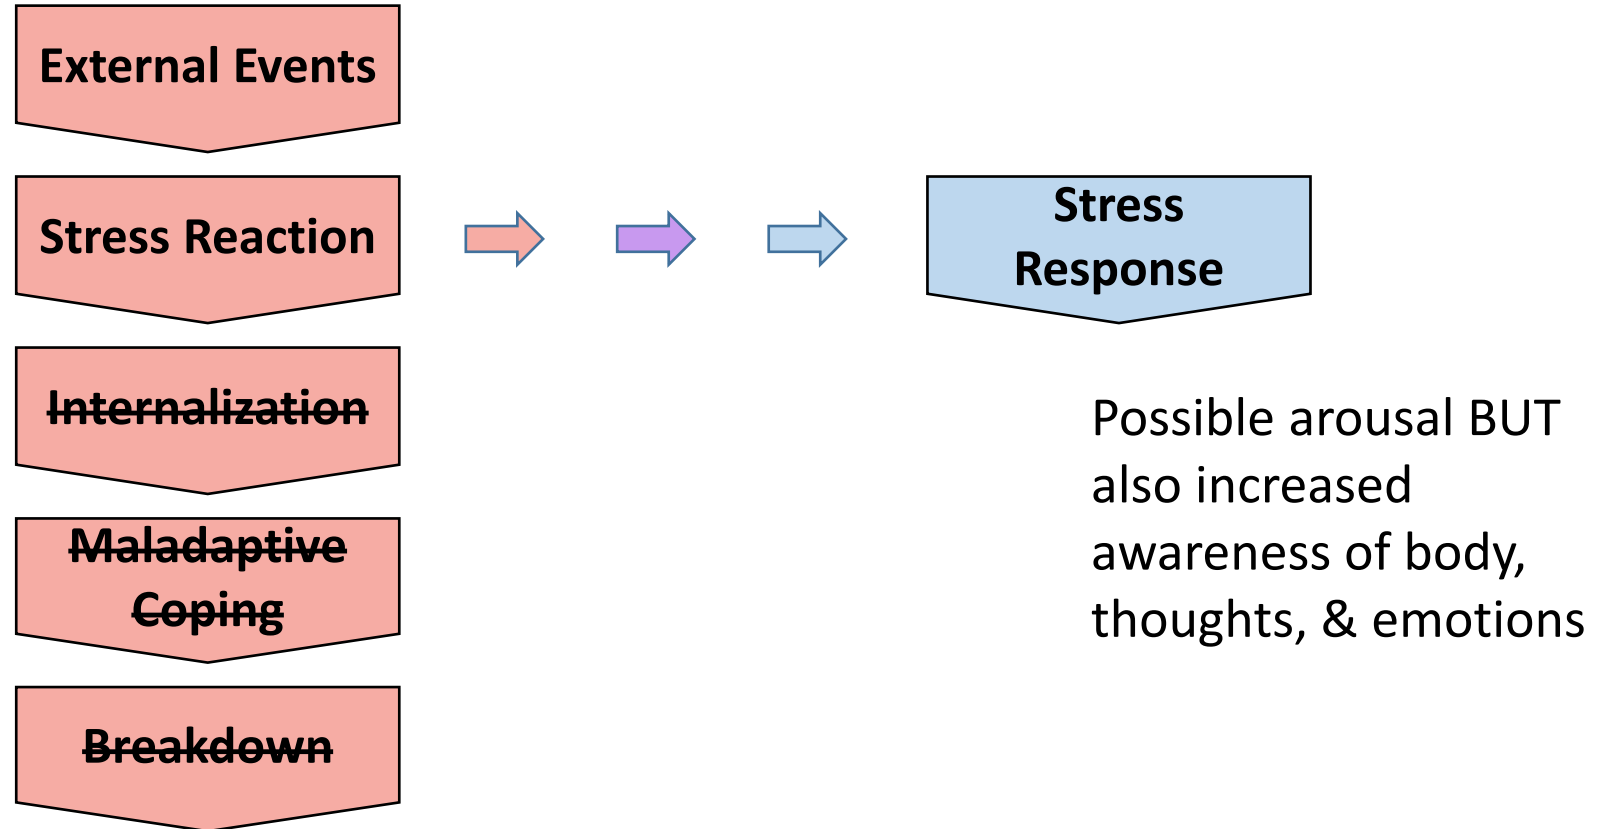 External Events
Stress Reaction
Stress
Response
Internalization
Possible arousal BUT
also increased
awareness of body,
thoughts, & emotions
Maladaptive
Coping
Breakdown